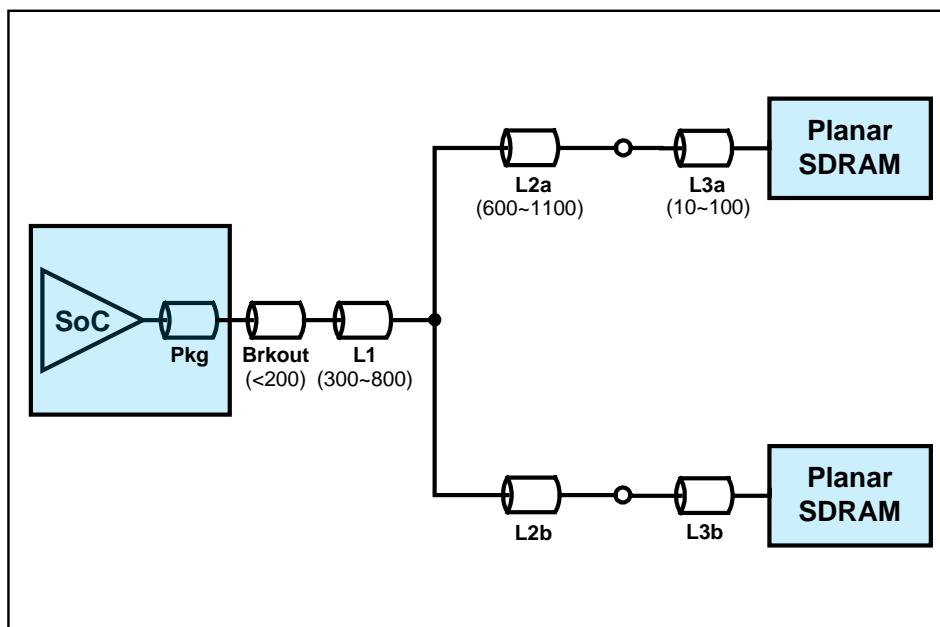 Planar
SDRAM
L2a
(600~1100)
L3a
(10~100)
SoC
Pkg
Brkout
(<200)
L1
(300~800)
Planar
SDRAM
L2b
L3b